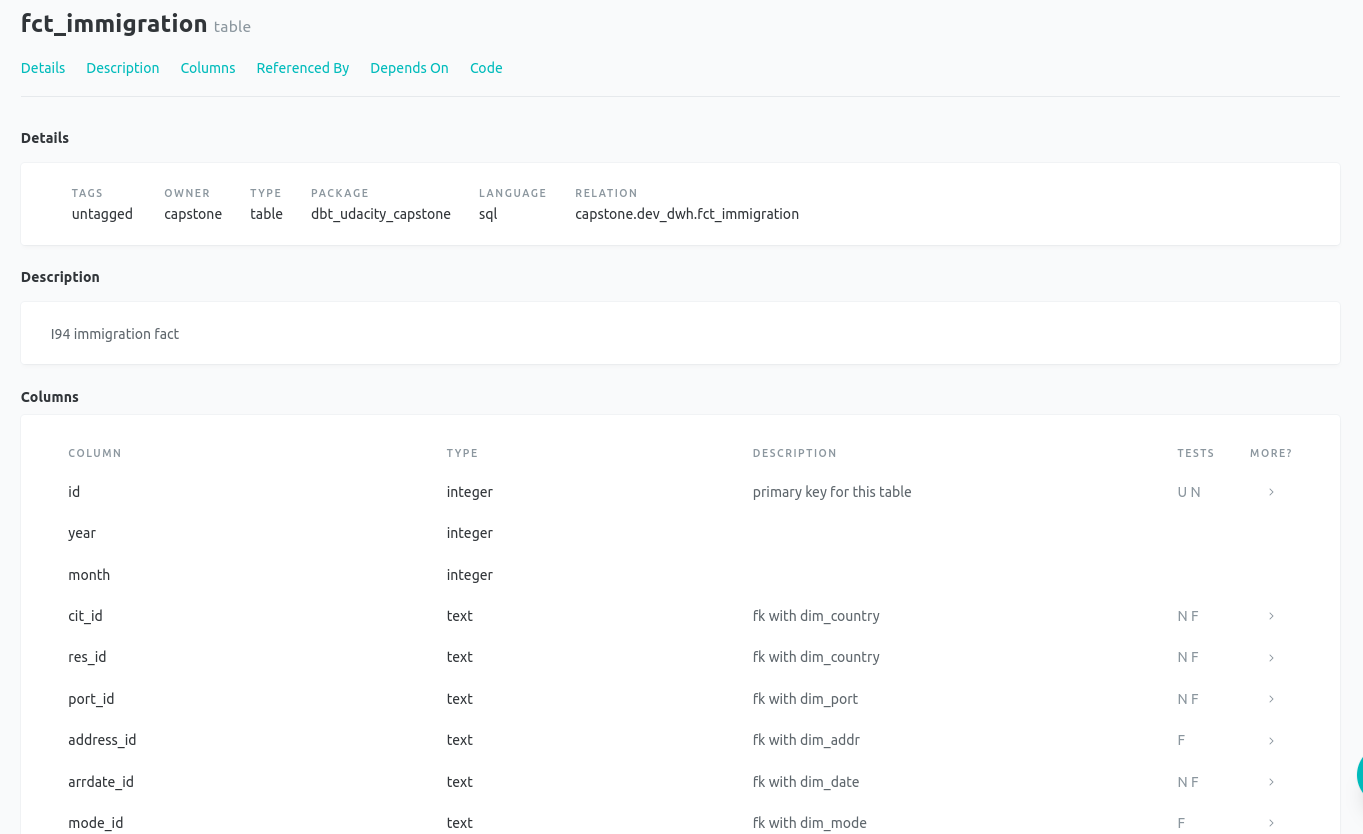 fct_immigration table
Details Description Columns Referenced By Depends On Code
Details
TAGS OWNER TYPE PACKAGE LANGUAGE RELATION
untagged capstone table dbt_udacity_capstone sql capstone.dev_dwh.fct_immigration
Description
I94 immigration fact
Columns
COLUMN TYPE DESCRIPTION TESTS MORE?
id integer primary key for this table U N
year integer
month integer
cit_id text fk with dim_country N F
res_id text fk with dim_country N F
port_id text fk with dim_port N F
address_id text fk with dim_addr F
arrdate_id text fk with dim_date N F
mode_id text fk with dim_mode F